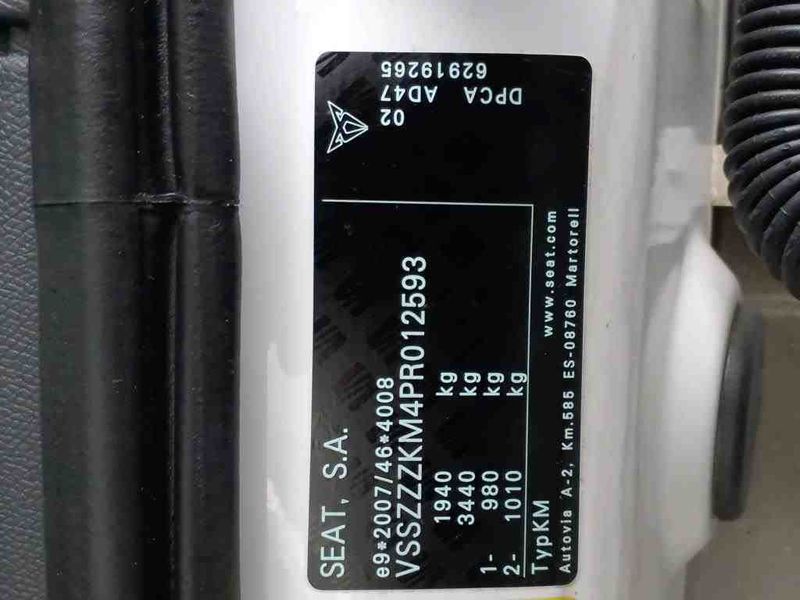 SEAT, S.A.
e9*2007/46*4008
VSSZZZKM4PR012593
1940 kg
3440 kg
1- 980 kg
2- 1010 kg
TypKM
www.seat.com
Autovia A-2, Km.585 ES-08760 Martorell
02
DPCA AD47
62919265